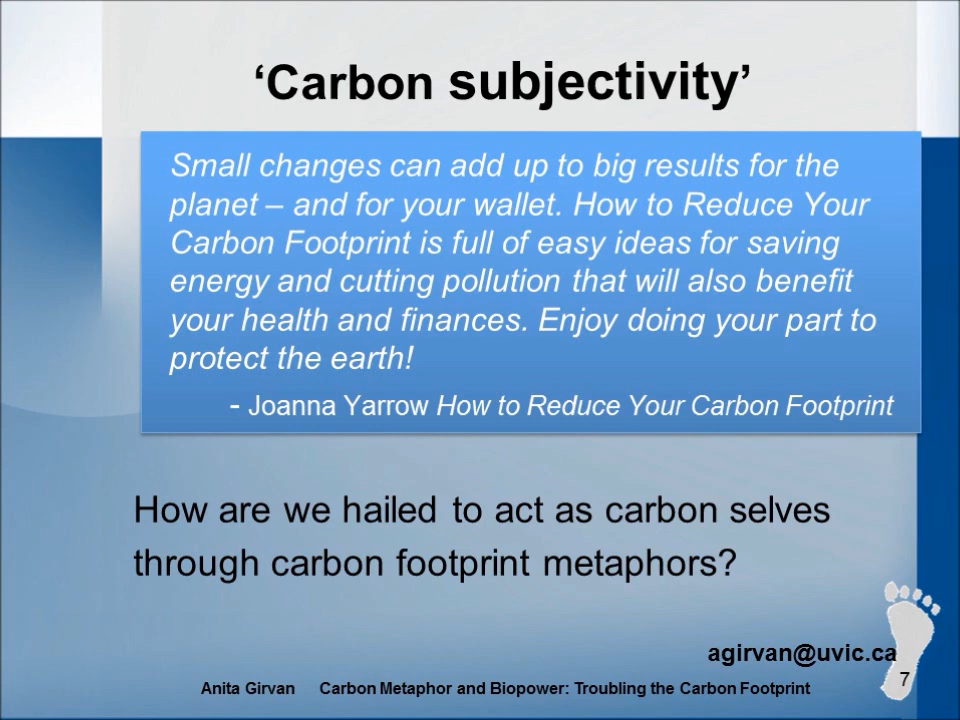 ‘Carbon subjectivity’
Small changes can add up to big results for the
planet – and for your wallet. How to Reduce Your
Carbon Footprint is full of easy ideas for saving
energy and cutting pollution that will also benefit
your health and finances. Enjoy doing your part to
protect the earth!
- Joanna Yarrow How to Reduce Your Carbon Footprint
How are we hailed to act as carbon selves
through carbon footprint metaphors?
agirvan@uvic.ca
7
Anita Girvan Carbon Metaphor and Biopower: Troubling the Carbon Footprint